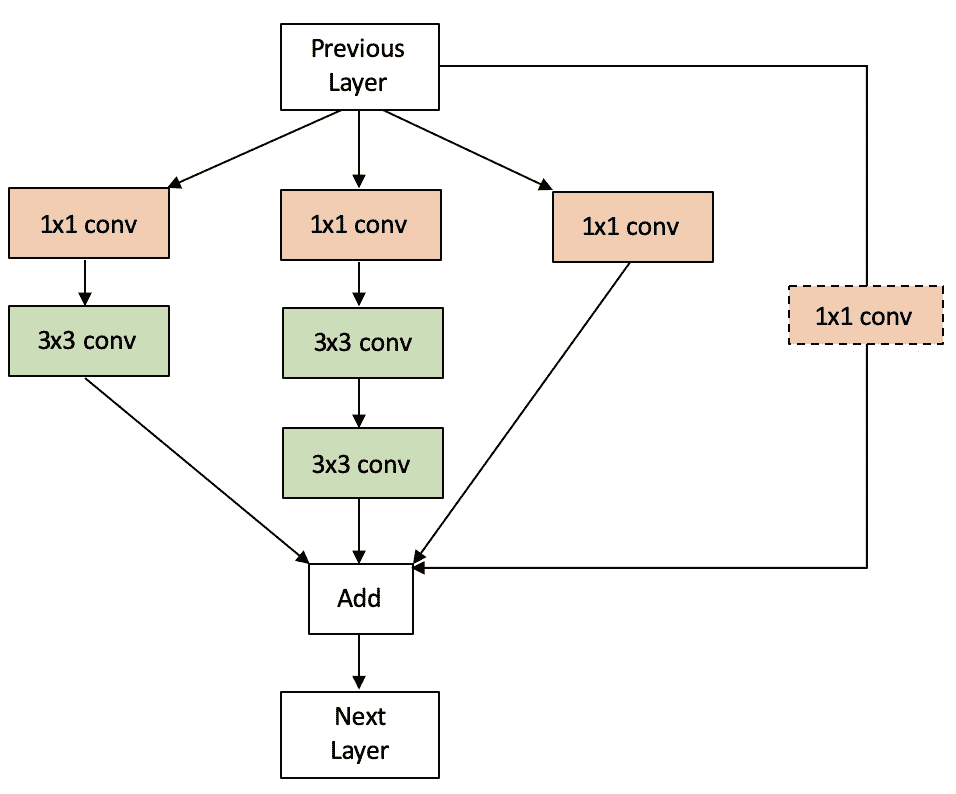 Previous
Layer
1x1 conv
1x1 conv
1x1 conv
1x1 conv
3x3 conv
3x3 conv
3x3 conv
Add
Next
Layer